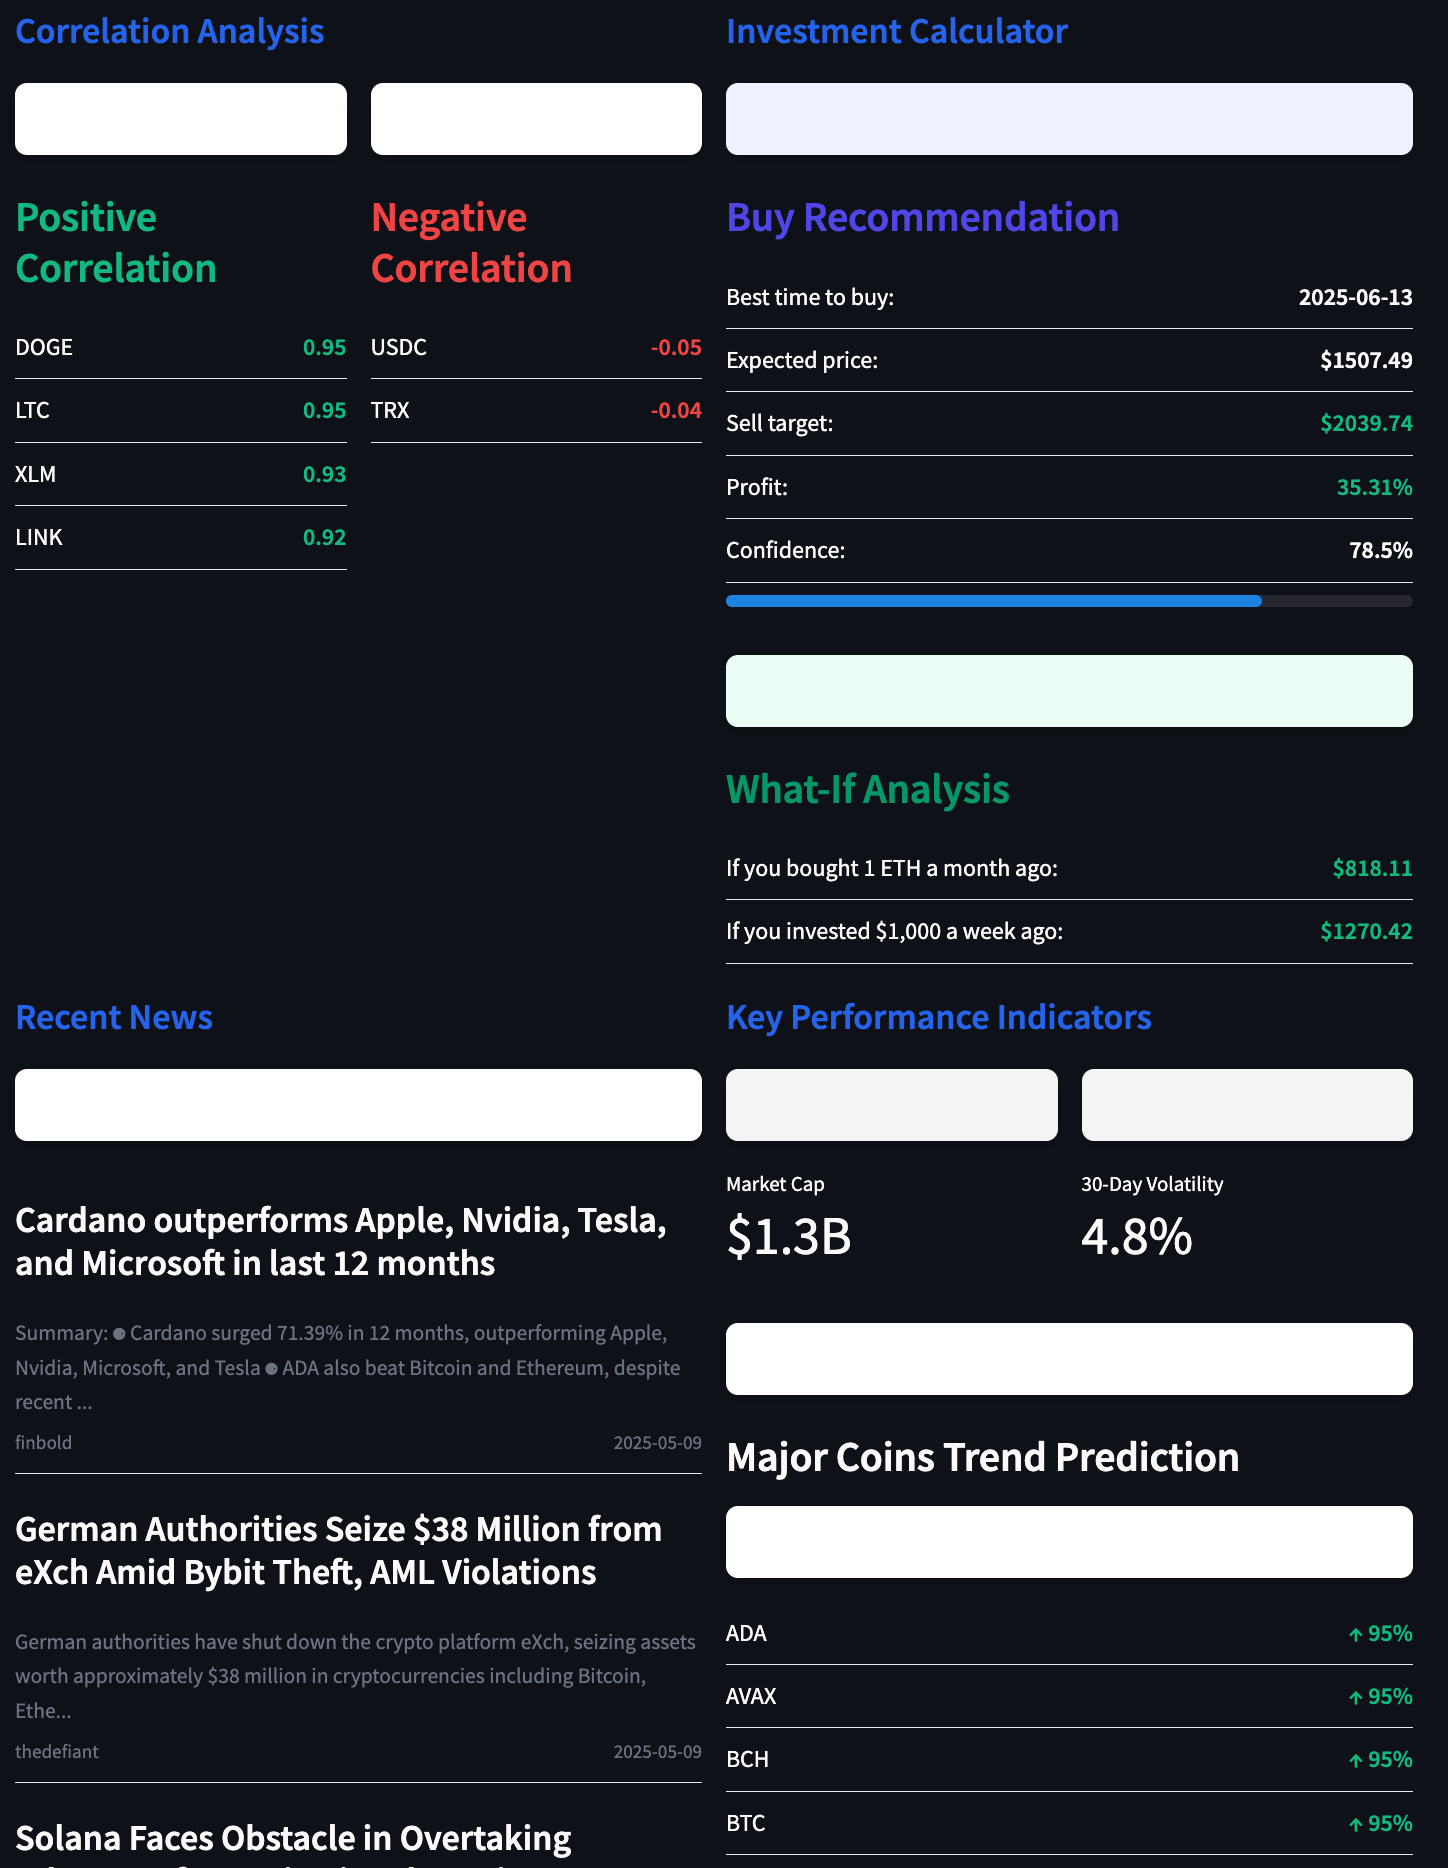 Correlation Analysis
Positive
Correlation
DOGE 0.95
LTC 0.95
XLM 0.93
LINK 0.92
Negative
Correlation
USDC -0.05
TRX -0.04
Investment Calculator
Buy Recommendation
Best time to buy: 2025-06-13
Expected price: $1507.49
Sell target: $2039.74
Profit: 35.31%
Confidence: 78.5%
What-If Analysis
If you bought 1 ETH a month ago: $818.11
If you invested $1,000 a week ago: $1270.42
Recent News
Cardano outperforms Apple, Nvidia, Tesla,
and Microsoft in last 12 months
Summary: ⚈ Cardano surged 71.39% in 12 months, outperforming Apple,
Nvidia, Microsoft, and Tesla ⚈ ADA also beat Bitcoin and Ethereum, despite
recent ...
finbold 2025-05-09
German Authorities Seize $38 Million from
eXch Amid Bybit Theft, AML Violations
German authorities have shut down the crypto platform eXch, seizing assets
worth approximately $38 million in cryptocurrencies including Bitcoin,
Ethe...
thedefiant 2025-05-09
Solana Faces Obstacle in Overtaking
Key Performance Indicators
Market Cap
$1.3B
30-Day Volatility
4.8%
Major Coins Trend Prediction
ADA ↑ 95%
AVAX ↑ 95%
BCH ↑ 95%
BTC ↑ 95%